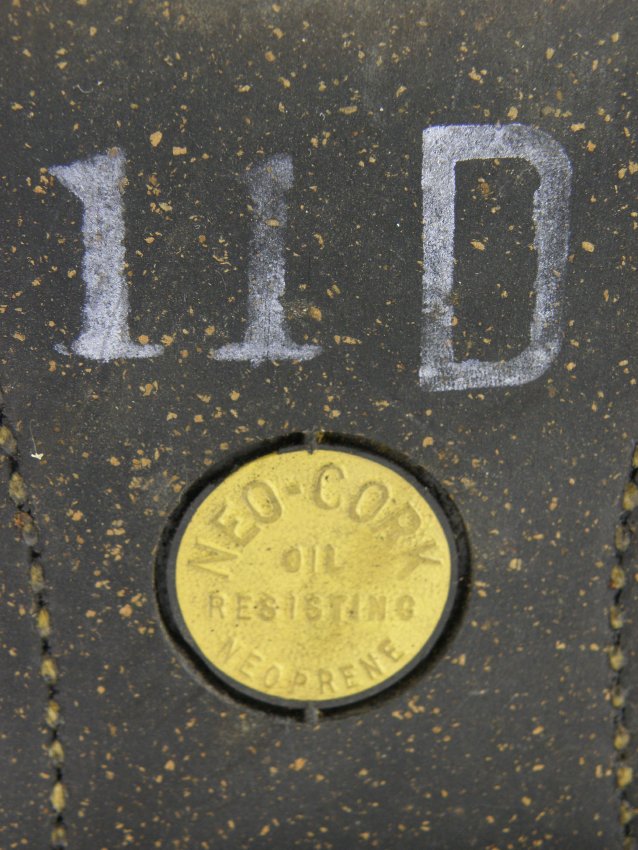 11 D
NEO-CORK
OIL
RESISTING
NEOPRENE